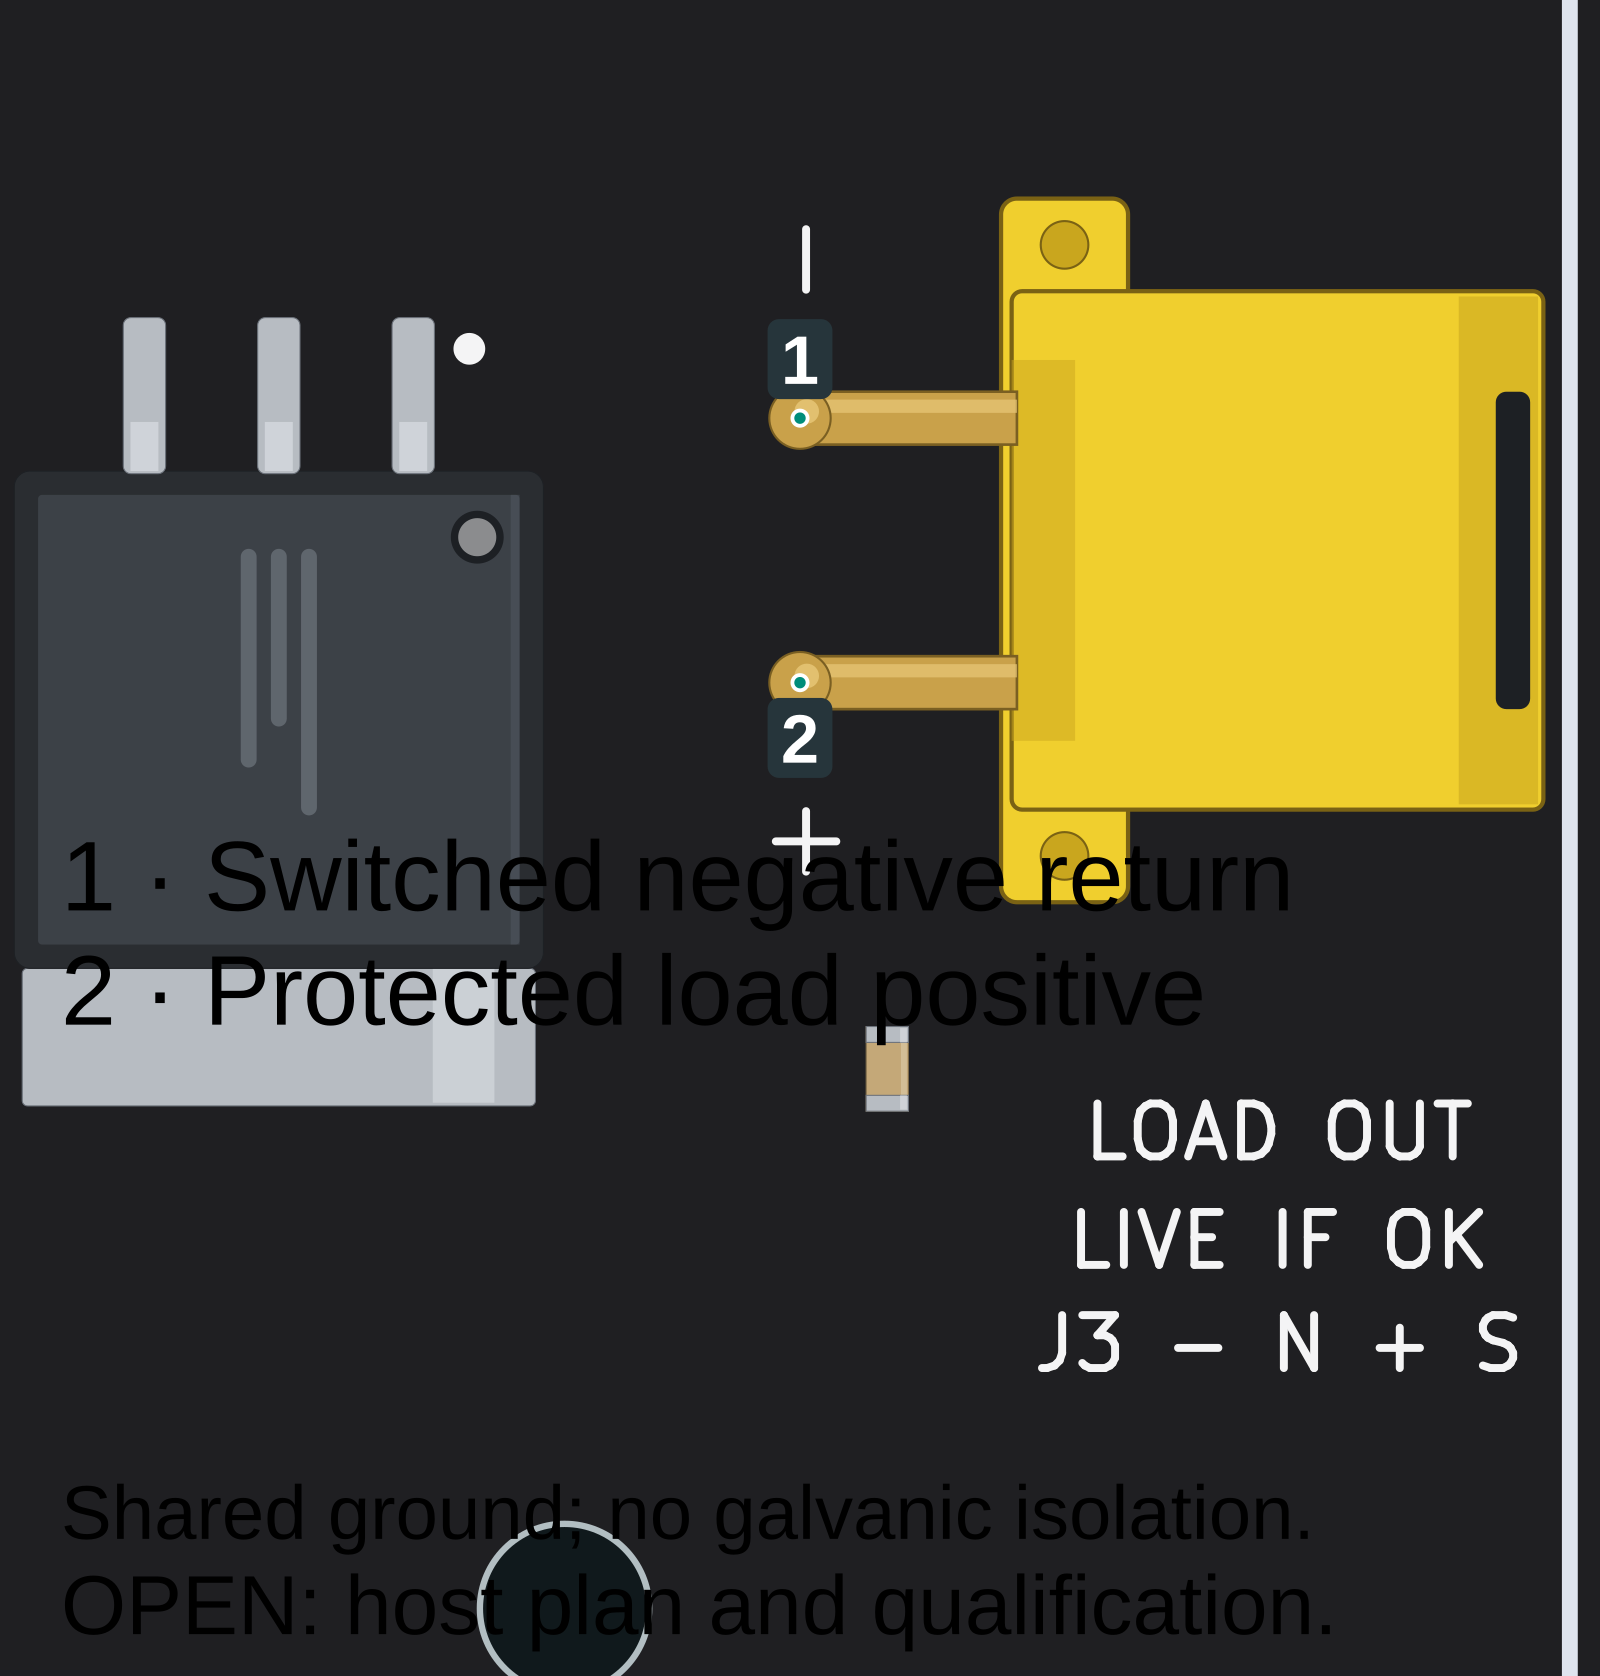 1
2
1 · Switched negative return
2 · Protected load positive
LOAD OUT
LIVE IF OK
J3 - N + S
Shared ground; no galvanic isolation.
OPEN: host plan and qualification.